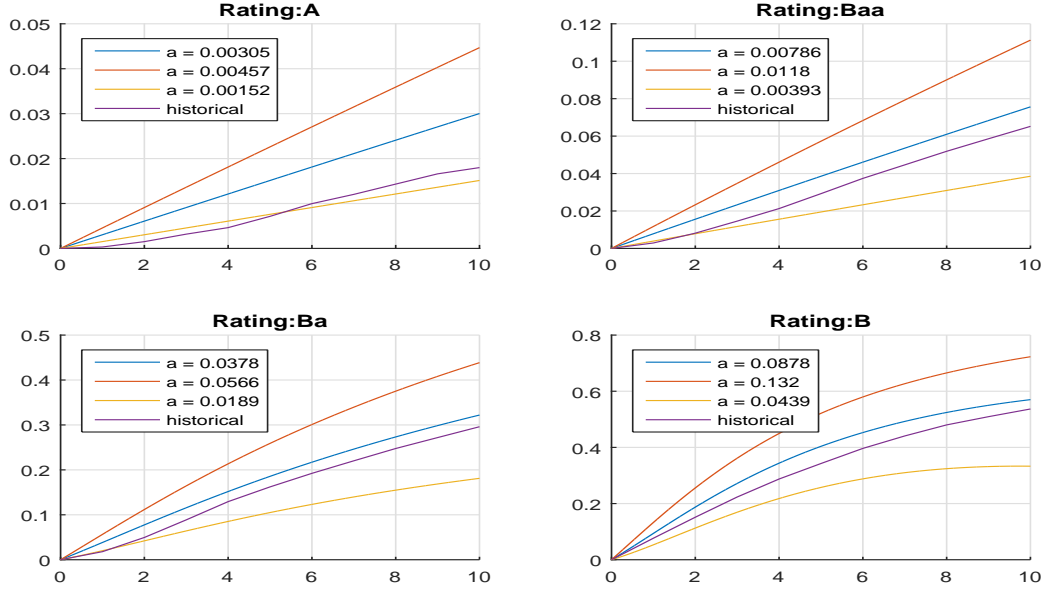 Rating:A
0.05
0.04
0.03
0.02
0.01
0
a = 0.00305
a = 0.00457
a = 0.00152
historical
0 2 4 6 8 10
Rating:Baa
0.12
0.1
0.08
0.06
0.04
0.02
0
a = 0.00786
a = 0.0118
a = 0.00393
historical
0 2 4 6 8 10
Rating:Ba
0.5
0.4
0.3
0.2
0.1
0
a = 0.0378
a = 0.0566
a = 0.0189
historical
0 2 4 6 8 10
Rating:B
0.8
0.6
0.4
0.2
0
a = 0.0878
a = 0.132
a = 0.0439
historical
0 2 4 6 8 10